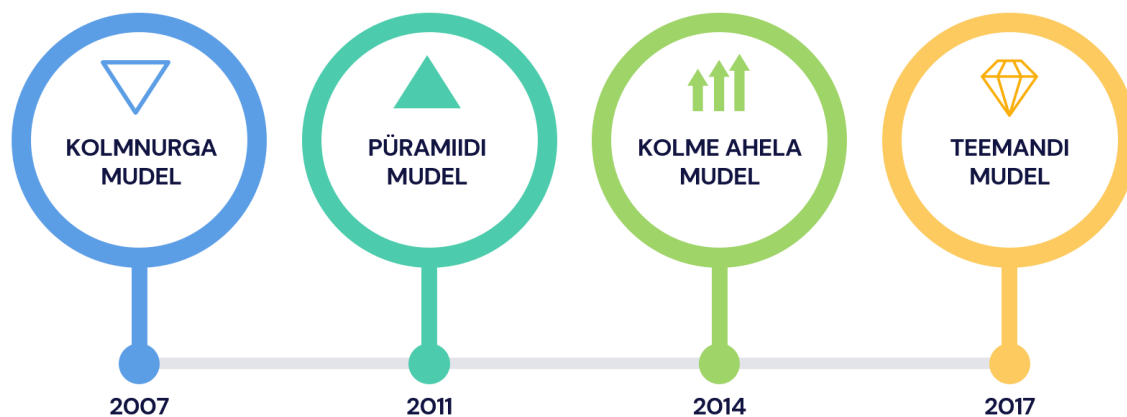 KOLMNURGA
MUDEL
PÜRAMIIDI
MUDEL
KOLME AHELA
MUDEL
TEEMANDI
MUDEL
2007
2011
2014
2017